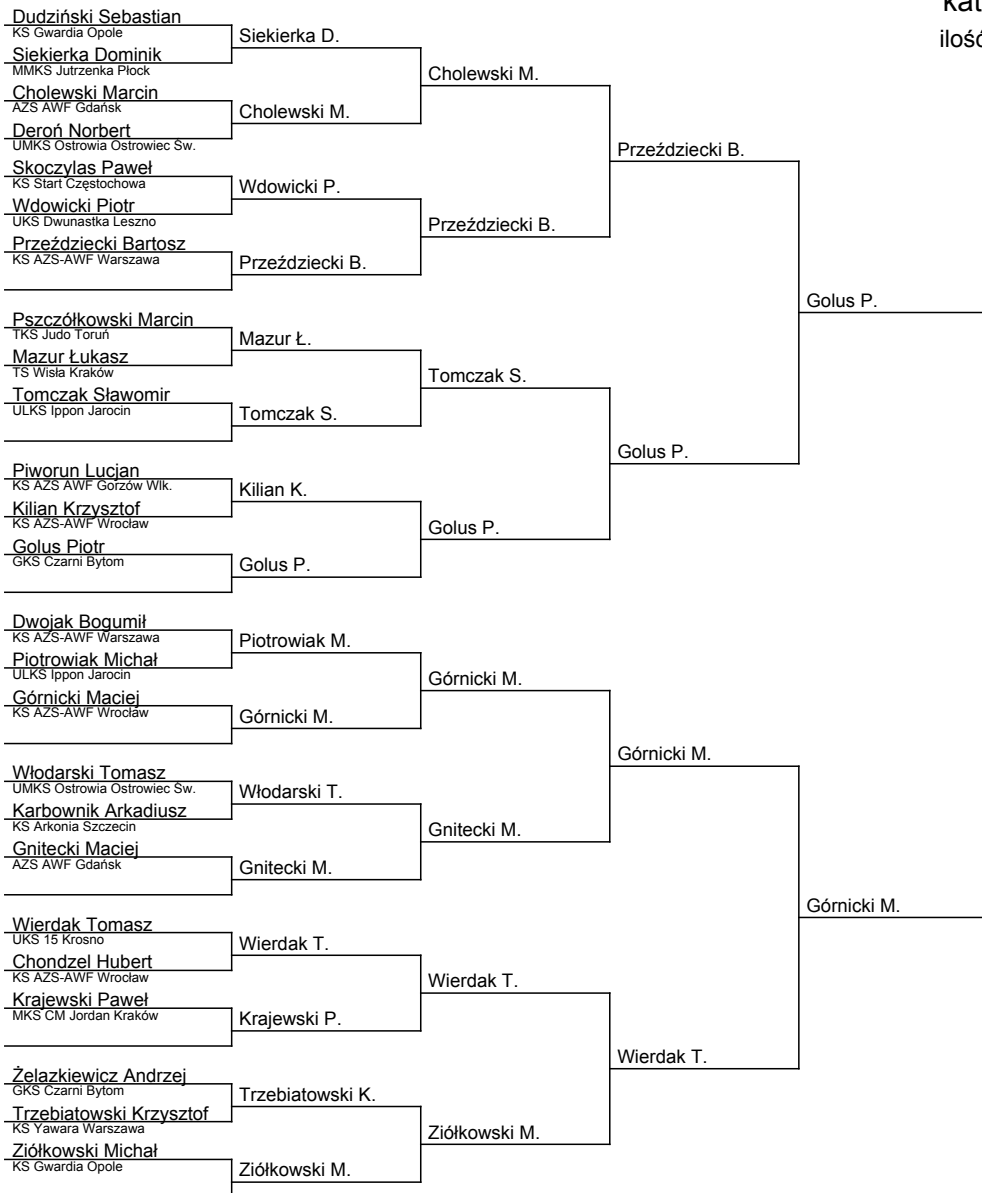 kat
ilość
Dudziński Sebastian
KS Gwardia Opole
Siekierka D.
Siekierka Dominik
MMKS Jutrzenka Płock
Cholewski M.
Cholewski Marcin
AZS AWF Gdańsk
Cholewski M.
Deroń Norbert
UMKS Ostrowia Ostrowiec Św.
Przeździecki B.
Skoczylas Paweł
KS Start Częstochowa
Wdowicki P.
Wdowicki Piotr
UKS Dwunastka Leszno
Przeździecki B.
Przeździecki Bartosz
KS AZS-AWF Warszawa
Przeździecki B.
Golus P.
Pszczółkowski Marcin
TKS Judo Toruń
Mazur Ł.
Mazur Łukasz
TS Wisła Kraków
Tomczak S.
Tomczak Sławomir
ULKS Ippon Jarocin
Tomczak S.
Golus P.
Piworun Lucjan
KS AZS AWF Gorzów Wlk.
Kilian K.
Kilian Krzysztof
KS AZS-AWF Wrocław
Golus P.
Golus Piotr
GKS Czarni Bytom
Golus P.
Dwojak Bogumił
KS AZS-AWF Warszawa
Piotrowiak M.
Piotrowiak Michał
ULKS Ippon Jarocin
Górnicki M.
Górnicki Maciej
KS AZS-AWF Wrocław
Górnicki M.
Górnicki M.
Włodarski Tomasz
UMKS Ostrowia Ostrowiec Św.
Włodarski T.
Karbownik Arkadiusz
KS Arkonia Szczecin
Gnitecki M.
Gnitecki Maciej
AZS AWF Gdańsk
Gnitecki M.
Górnicki M.
Wierdak Tomasz
UKS 15 Krosno
Wierdak T.
Chondzel Hubert
KS AZS-AWF Wrocław
Wierdak T.
Krajewski Paweł
MKS CM Jordan Kraków
Krajewski P.
Wierdak T.
Żelazkiewicz Andrzej
GKS Czarni Bytom
Trzebiatowski K.
Trzebiatowski Krzysztof
KS Yawara Warszawa
Ziółkowski M.
Ziółkowski Michał
KS Gwardia Opole
Ziółkowski M.